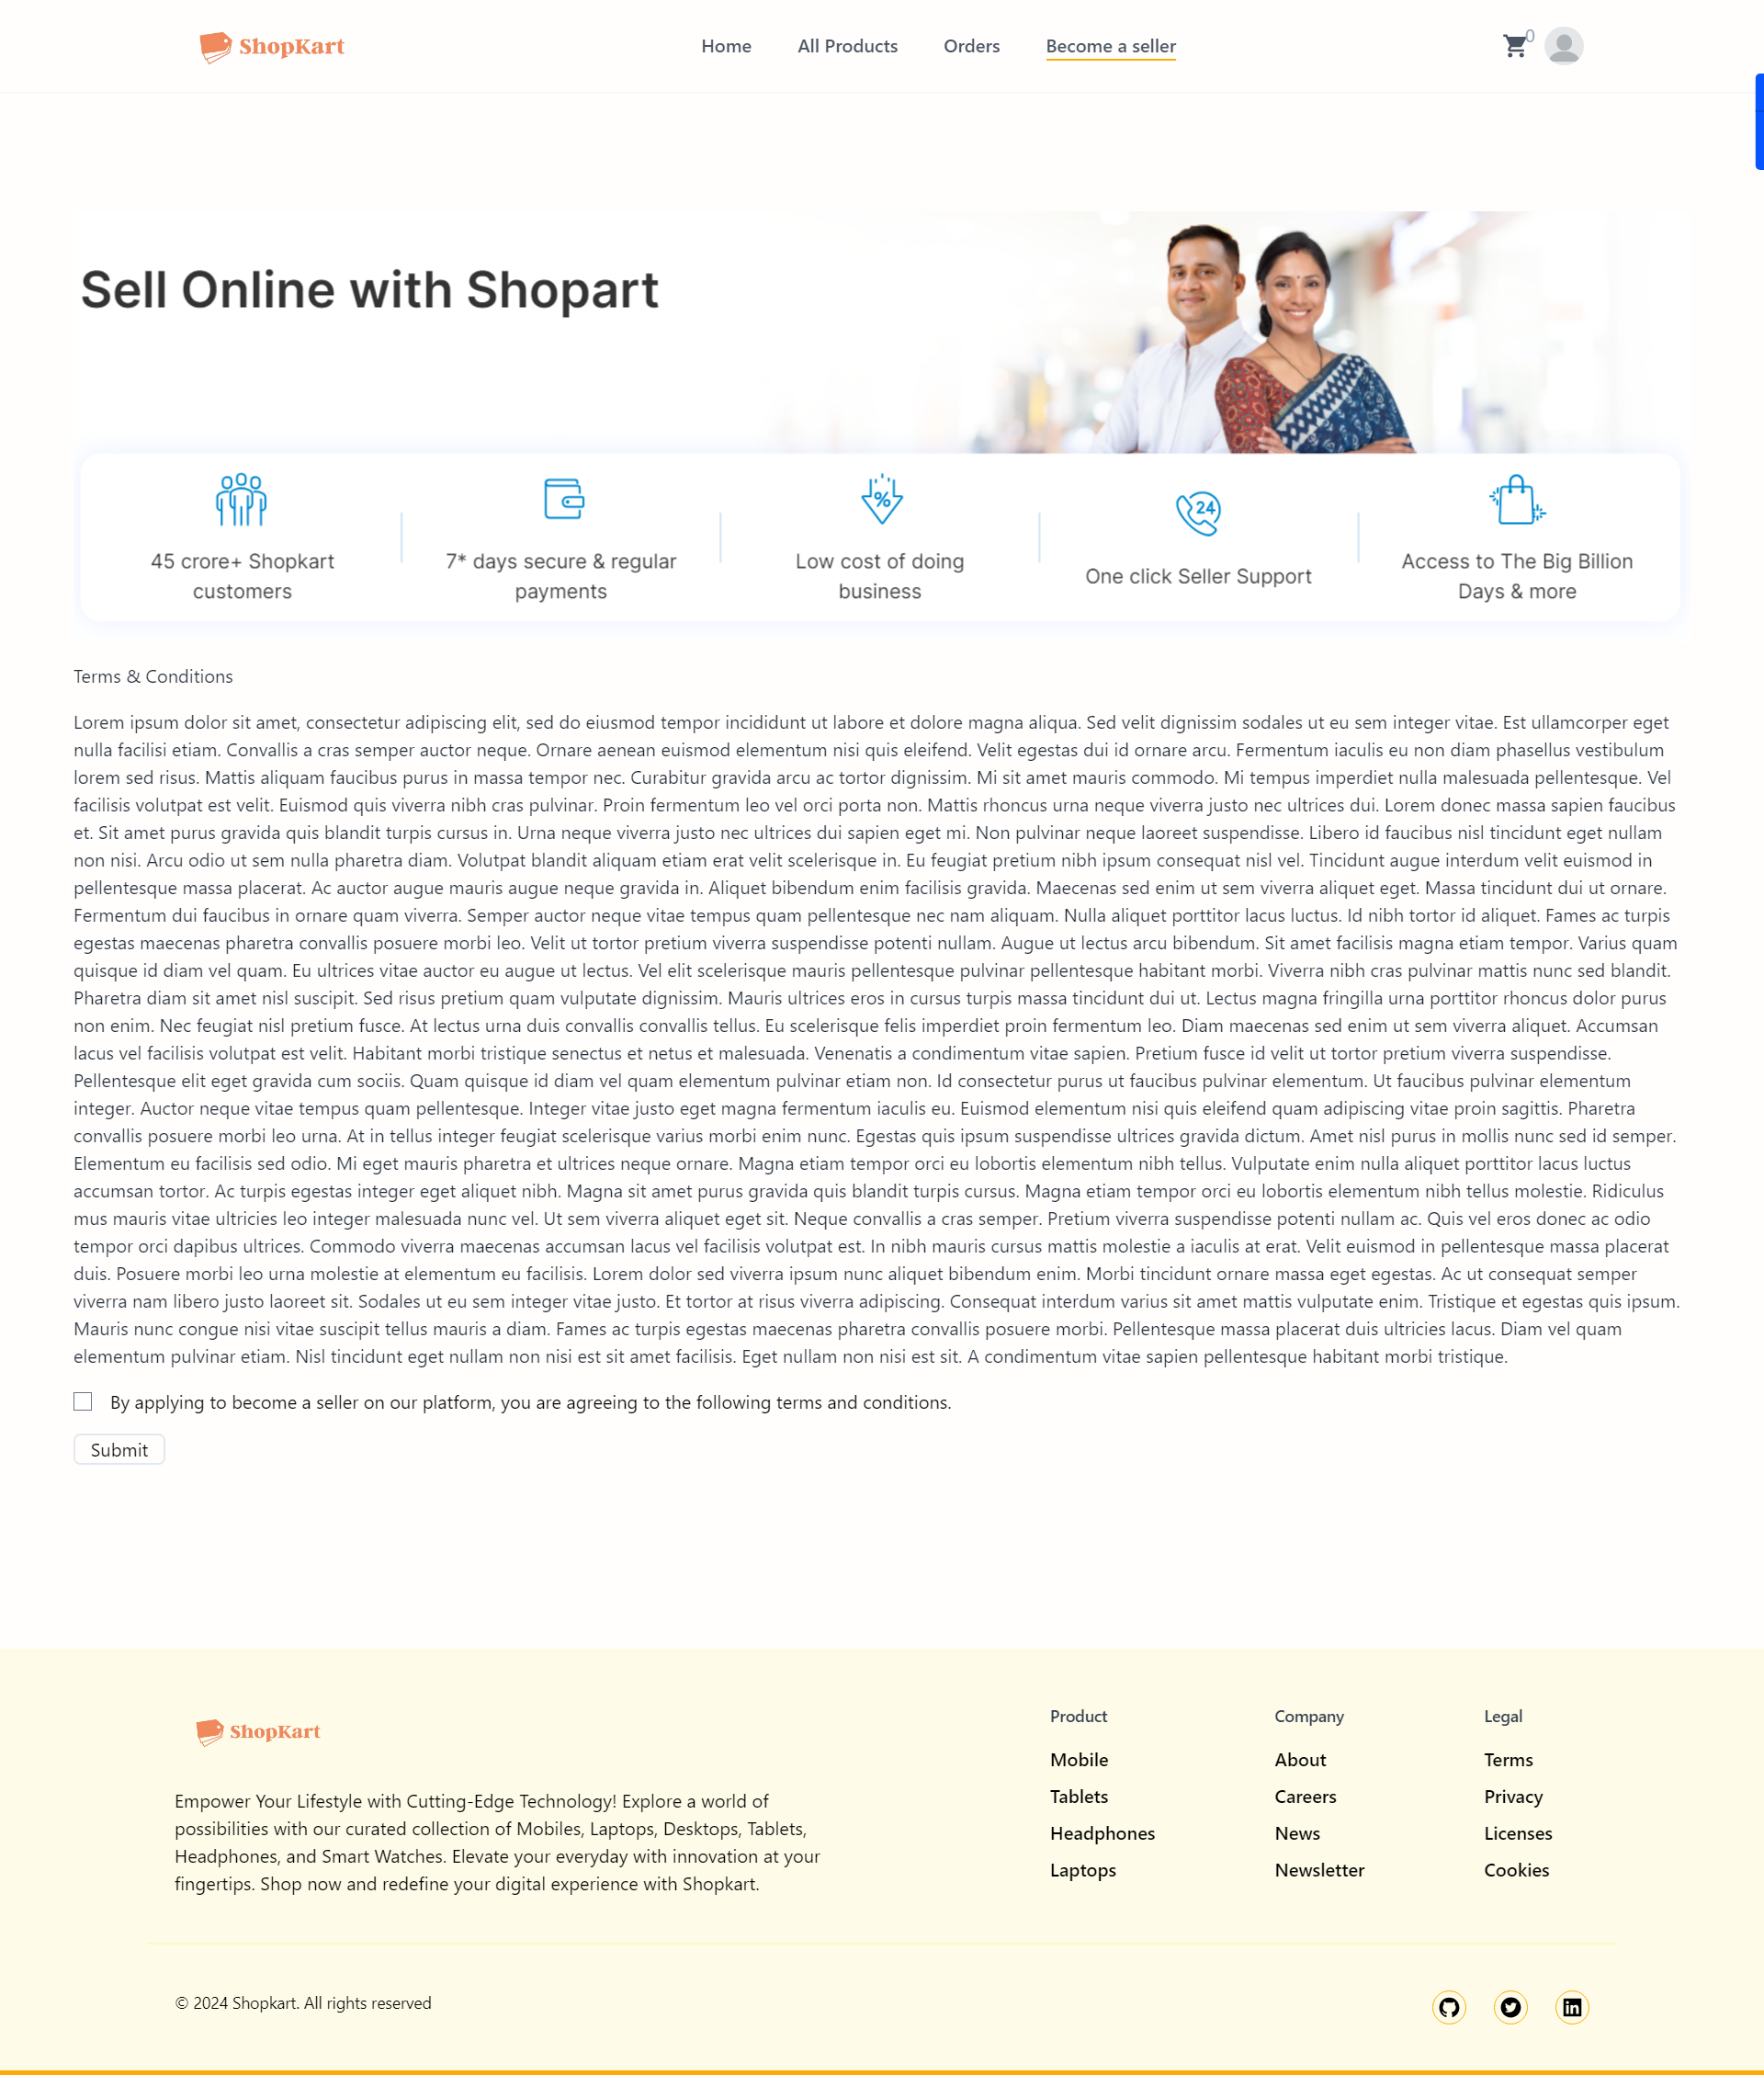 ShopKart
Home All Products Orders Become a seller
0
Sell Online with Shopart
45 crore+ Shopkart
customers
7* days secure & regular
payments
%
Low cost of doing
business
24
One click Seller Support
Access to The Big Billion
Days & more
Terms & Conditions
Lorem ipsum dolor sit amet, consectetur adipiscing elit, sed do eiusmod tempor incididunt ut labore et dolore magna aliqua. Sed velit dignissim sodales ut eu sem integer vitae. Est ullamcorper eget
nulla facilisi etiam. Convallis a cras semper auctor neque. Ornare aenean euismod elementum nisi quis eleifend. Velit egestas dui id ornare arcu. Fermentum iaculis eu non diam phasellus vestibulum
lorem sed risus. Mattis aliquam faucibus purus in massa tempor nec. Curabitur gravida arcu ac tortor dignissim. Mi sit amet mauris commodo. Mi tempus imperdiet nulla malesuada pellentesque. Vel
facilisis volutpat est velit. Euismod quis viverra nibh cras pulvinar. Proin fermentum leo vel orci porta non. Mattis rhoncus urna neque viverra justo nec ultrices dui. Lorem donec massa sapien faucibus
et. Sit amet purus gravida quis blandit turpis cursus in. Urna neque viverra justo nec ultrices dui sapien eget mi. Non pulvinar neque laoreet suspendisse. Libero id faucibus nisl tincidunt eget nullam
non nisi. Arcu odio ut sem nulla pharetra diam. Volutpat blandit aliquam etiam erat velit scelerisque in. Eu feugiat pretium nibh ipsum consequat nisl vel. Tincidunt augue interdum velit euismod in
pellentesque massa placerat. Ac auctor augue mauris augue neque gravida in. Aliquet bibendum enim facilisis gravida. Maecenas sed enim ut sem viverra aliquet eget. Massa tincidunt dui ut ornare.
Fermentum dui faucibus in ornare quam viverra. Semper auctor neque vitae tempus quam pellentesque nec nam aliquam. Nulla aliquet porttitor lacus luctus. Id nibh tortor id aliquet. Fames ac turpis
egestas maecenas pharetra convallis posuere morbi leo. Velit ut tortor pretium viverra suspendisse potenti nullam. Augue ut lectus arcu bibendum. Sit amet facilisis magna etiam tempor. Varius quam
quisque id diam vel quam. Eu ultrices vitae auctor eu augue ut lectus. Vel elit scelerisque mauris pellentesque pulvinar pellentesque habitant morbi. Viverra nibh cras pulvinar mattis nunc sed blandit.
Pharetra diam sit amet nisl suscipit. Sed risus pretium quam vulputate dignissim. Mauris ultrices eros in cursus turpis massa tincidunt dui ut. Lectus magna fringilla urna porttitor rhoncus dolor purus
non enim. Nec feugiat nisl pretium fusce. At lectus urna duis convallis convallis tellus. Eu scelerisque felis imperdiet proin fermentum leo. Diam maecenas sed enim ut sem viverra aliquet. Accumsan
lacus vel facilisis volutpat est velit. Habitant morbi tristique senectus et netus et malesuada. Venenatis a condimentum vitae sapien. Pretium fusce id velit ut tortor pretium viverra suspendisse.
Pellentesque elit eget gravida cum sociis. Quam quisque id diam vel quam elementum pulvinar etiam non. Id consectetur purus ut faucibus pulvinar elementum. Ut faucibus pulvinar elementum
integer. Auctor neque vitae tempus quam pellentesque. Integer vitae justo eget magna fermentum iaculis eu. Euismod elementum nisi quis eleifend quam adipiscing vitae proin sagittis. Pharetra
convallis posuere morbi leo urna. At in tellus integer feugiat scelerisque varius morbi enim nunc. Egestas quis ipsum suspendisse ultrices gravida dictum. Amet nisl purus in mollis nunc sed id semper.
Elementum eu facilisis sed odio. Mi eget mauris pharetra et ultrices neque ornare. Magna etiam tempor orci eu lobortis elementum nibh tellus. Vulputate enim nulla aliquet porttitor lacus luctus
accumsan tortor. Ac turpis egestas integer eget aliquet nibh. Magna sit amet purus gravida quis blandit turpis cursus. Magna etiam tempor orci eu lobortis elementum nibh tellus molestie. Ridiculus
mus mauris vitae ultricies leo integer malesuada nunc vel. Ut sem viverra aliquet eget sit. Neque convallis a cras semper. Pretium viverra suspendisse potenti nullam ac. Quis vel eros donec ac odio
tempor orci dapibus ultrices. Commodo viverra maecenas accumsan lacus vel facilisis volutpat est. In nibh mauris cursus mattis molestie a iaculis at erat. Velit euismod in pellentesque massa placerat
duis. Posuere morbi leo urna molestie at elementum eu facilisis. Lorem dolor sed viverra ipsum nunc aliquet bibendum enim. Morbi tincidunt ornare massa eget egestas. Ac ut consequat semper
viverra nam libero justo laoreet sit. Sodales ut eu sem integer vitae justo. Et tortor at risus viverra adipiscing. Consequat interdum varius sit amet mattis vulputate enim. Tristique et egestas quis ipsum.
Mauris nunc congue nisi vitae suscipit tellus mauris a diam. Fames ac turpis egestas maecenas pharetra convallis posuere morbi. Pellentesque massa placerat duis ultricies lacus. Diam vel quam
elementum pulvinar etiam. Nisl tincidunt eget nullam non nisi est sit amet facilisis. Eget nullam non nisi est sit. A condimentum vitae sapien pellentesque habitant morbi tristique.
By applying to become a seller on our platform, you are agreeing to the following terms and conditions.
Submit
ShopKart
Empower Your Lifestyle with Cutting-Edge Technology! Explore a world of
possibilities with our curated collection of Mobiles, Laptops, Desktops, Tablets,
Headphones, and Smart Watches. Elevate your everyday with innovation at your
fingertips. Shop now and redefine your digital experience with Shopkart.
Product
Mobile
Tablets
Headphones
Laptops
Company
About
Careers
News
Newsletter
Legal
Terms
Privacy
Licenses
Cookies
© 2024 Shopkart. All rights reserved